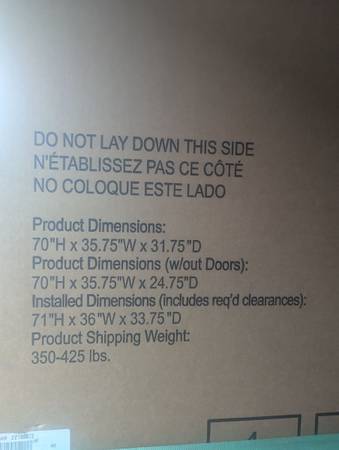 DO NOT LAY DOWN THIS SIDE
N'ÉTABLISSEZ PAS CE CÔTÉ
NO COLOQUE ESTE LADO
Product Dimensions:
70"H x 35.75"W x 31.75"D
Product Dimensions (w/out Doors):
70"H x 35.75"W x 24.75"D
Installed Dimensions (includes req'd clearances):
71"H x 36"W x 33.75"D
Product Shipping Weight:
350-425 lbs.